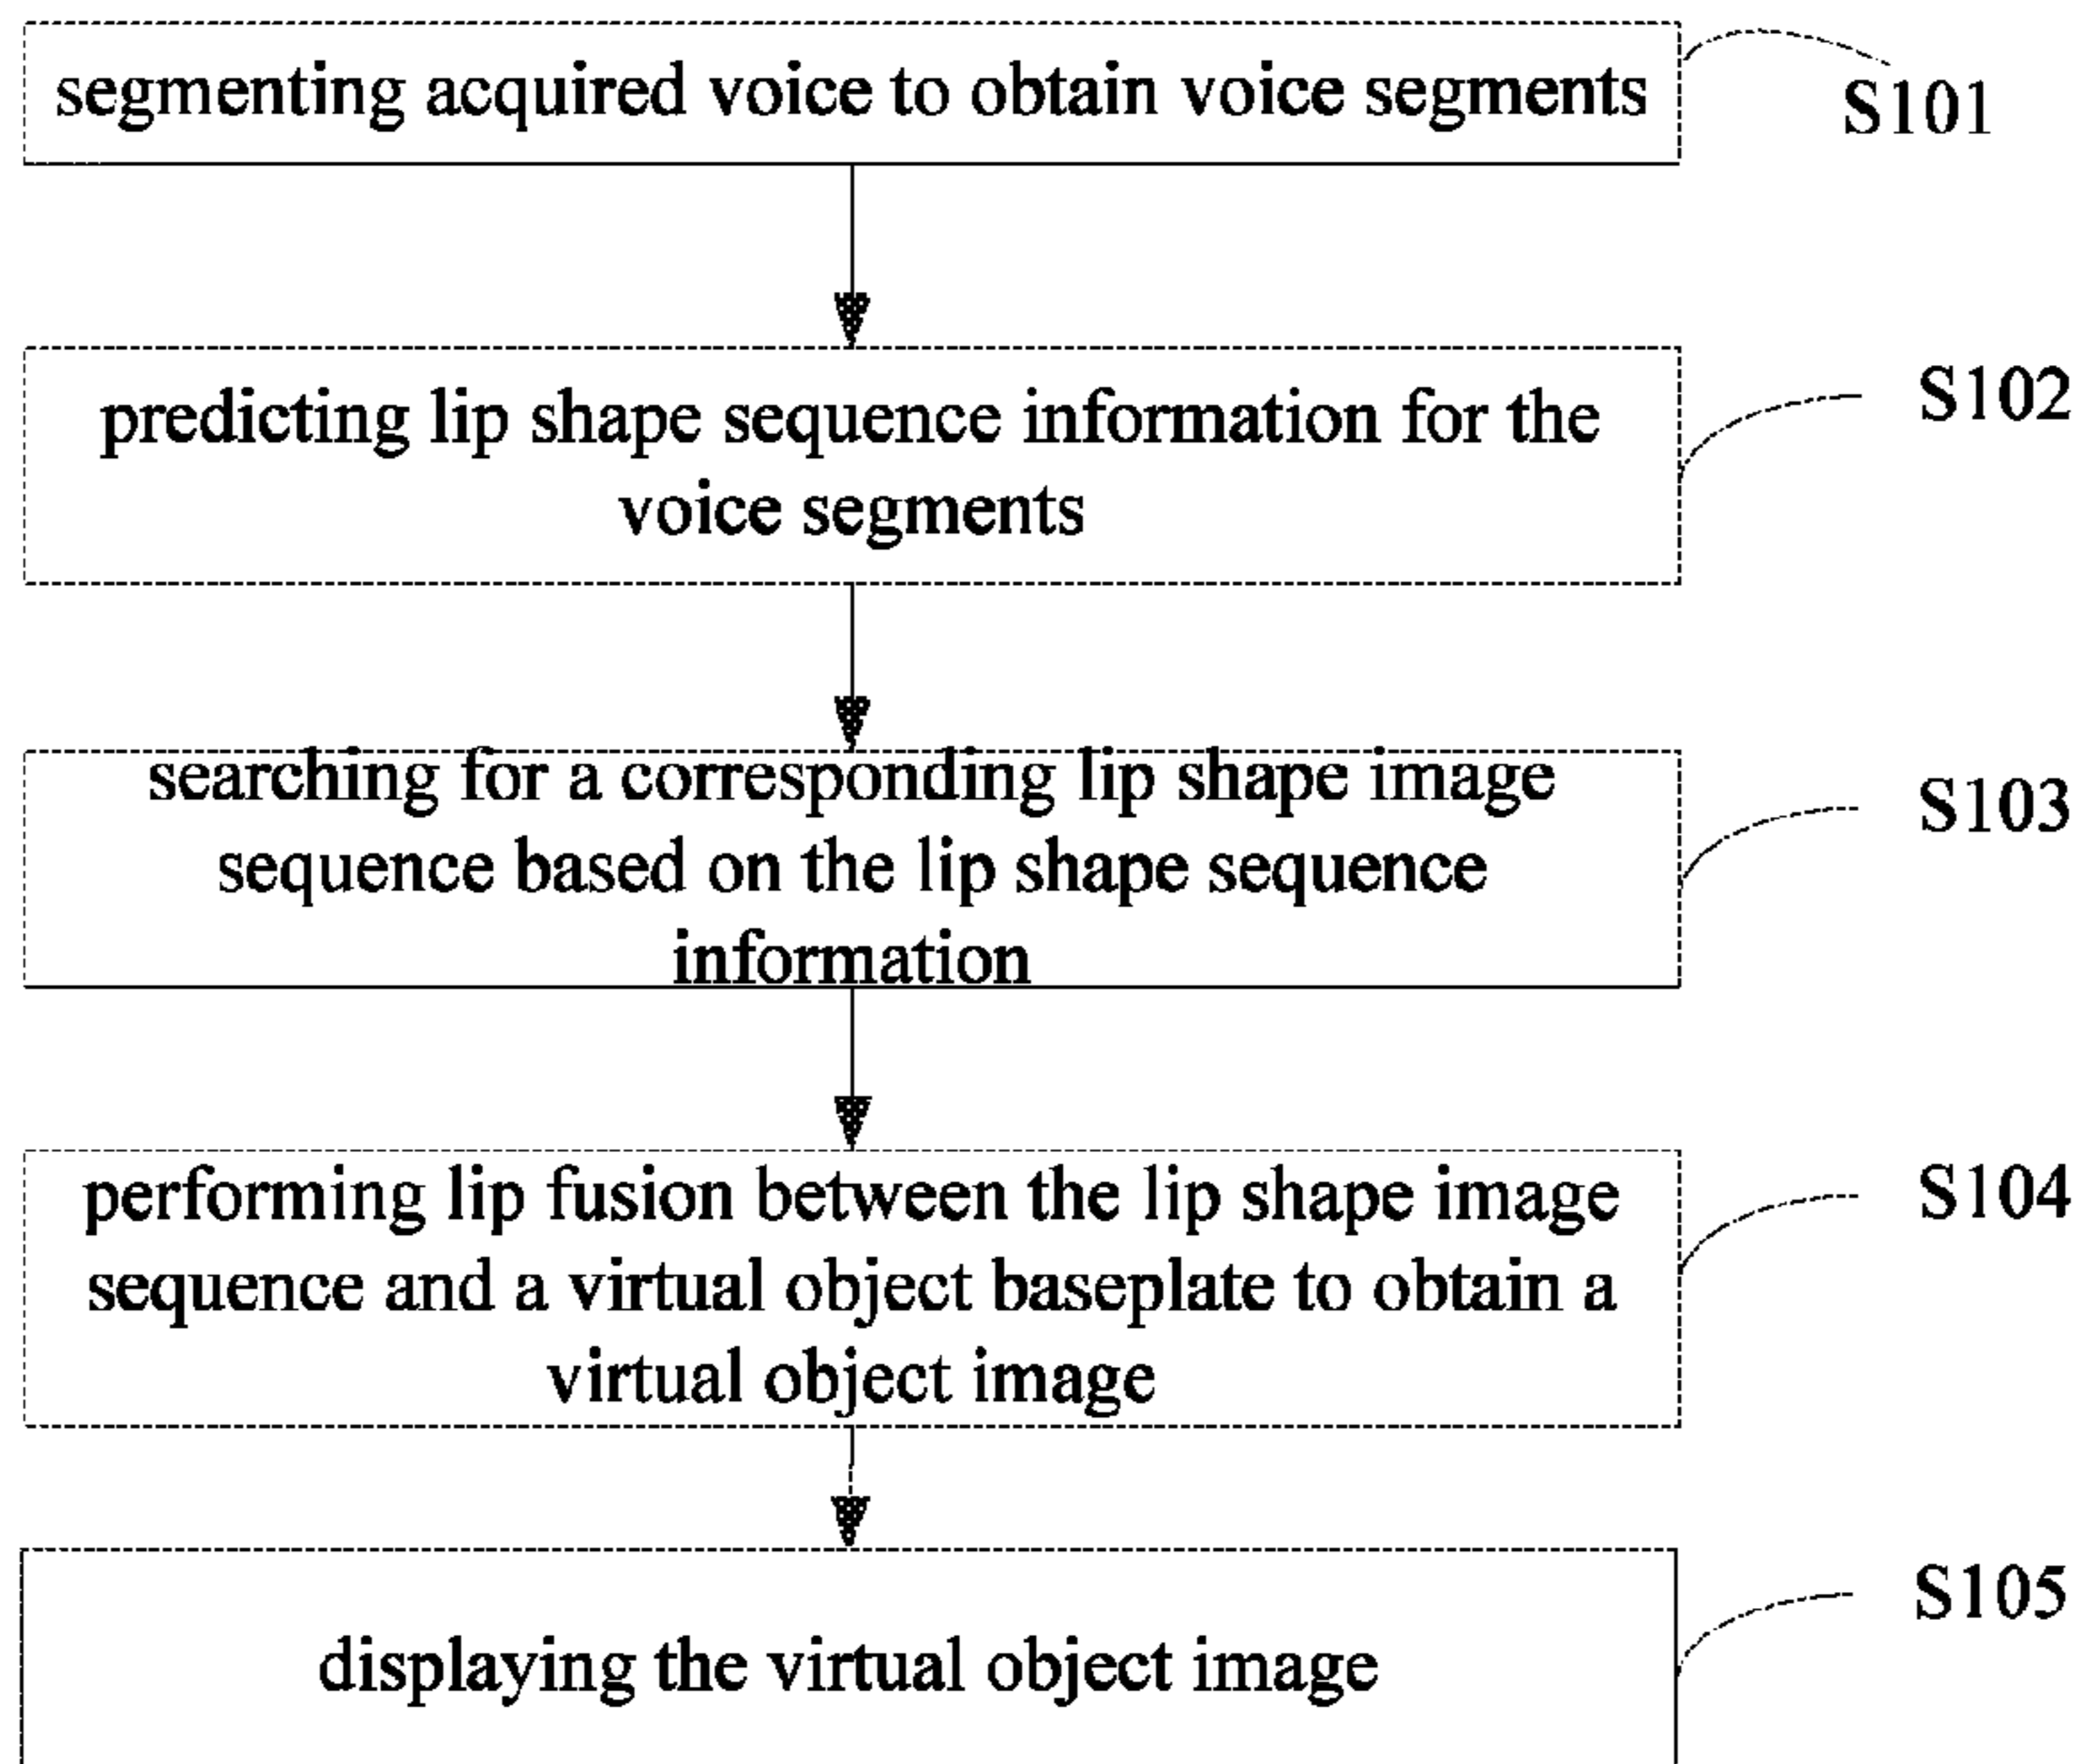 segmenting acquired voice to obtain voice segments
S101
predicting lip shape sequence information for the
voice segments
S102
searching for a corresponding lip shape image
sequence based on the lip shape sequence
information
S103
performing lip fusion between the lip shape image
sequence and a virtual object baseplate to obtain a
virtual object image
S104
displaying the virtual object image
S105